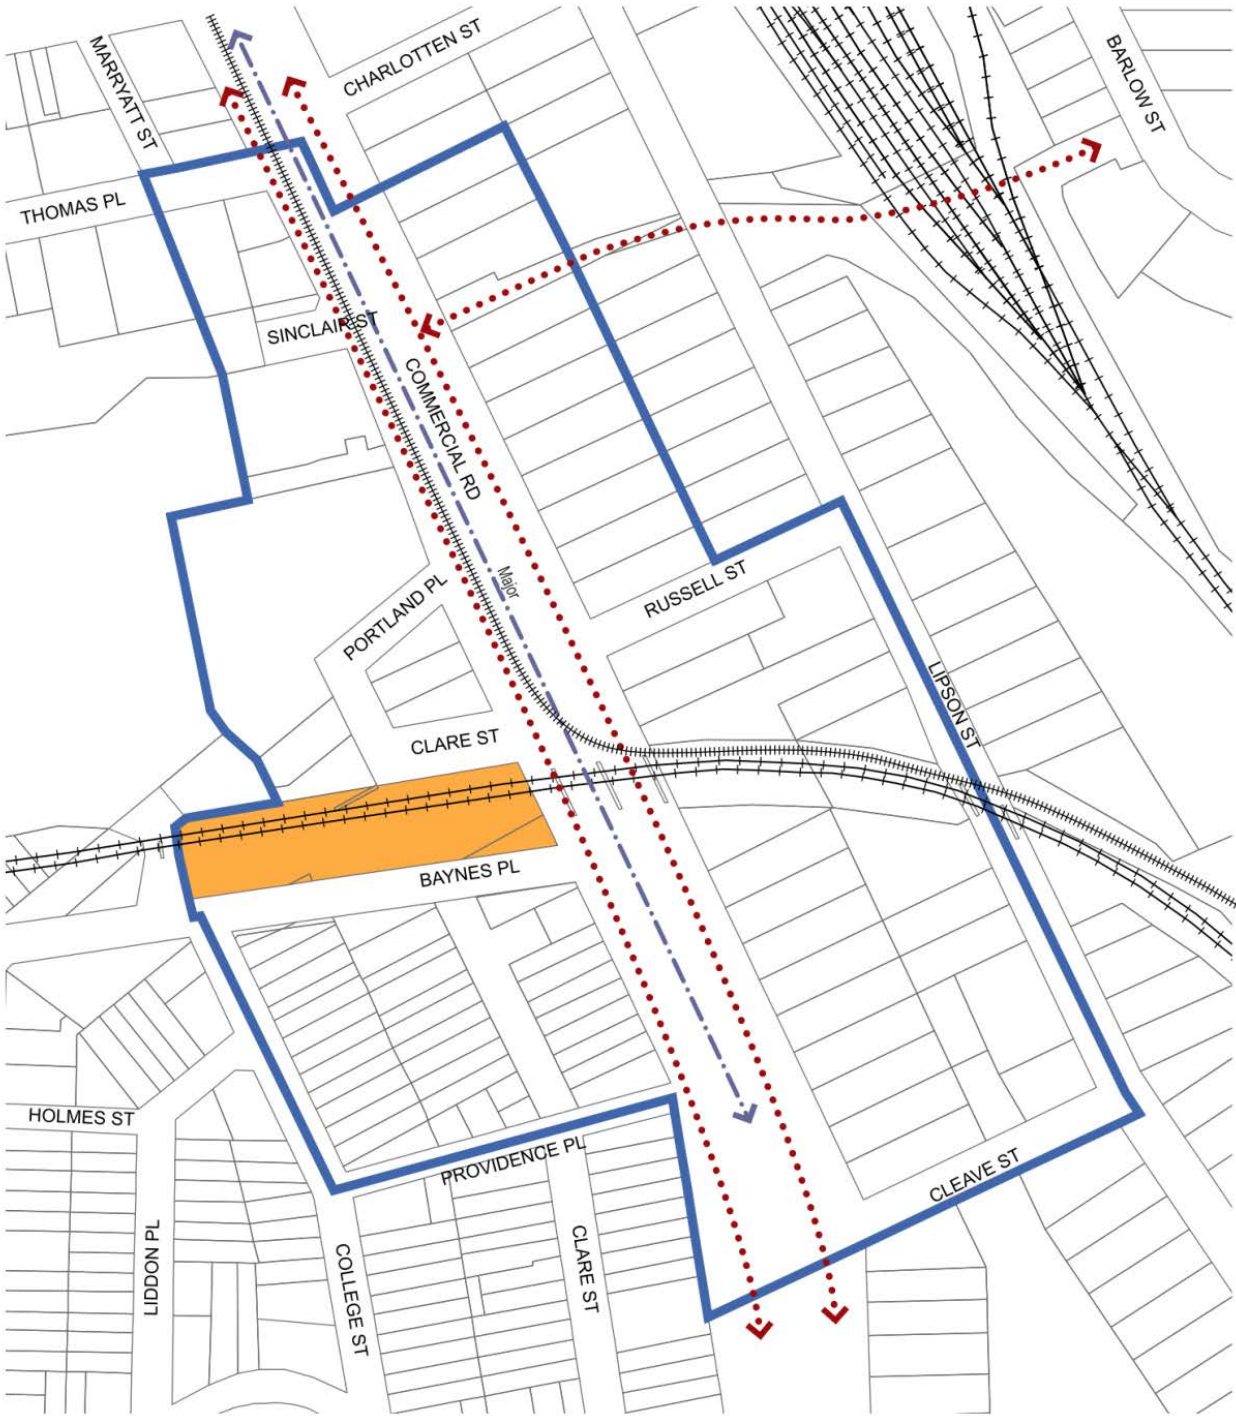 CHARLOTTEN ST
MARRYATT ST
BARLOW ST
THOMAS PL
SINCLAIR ST
COMMERCIAL RD
Major
RUSSELL ST
PORTLAND PL
LIPSON ST
CLARE ST
BAYNES PL
HOLMES ST
PROVIDENCE PL
CLEAVE ST
LIDDON PL
COLLEGE ST
CLARE ST